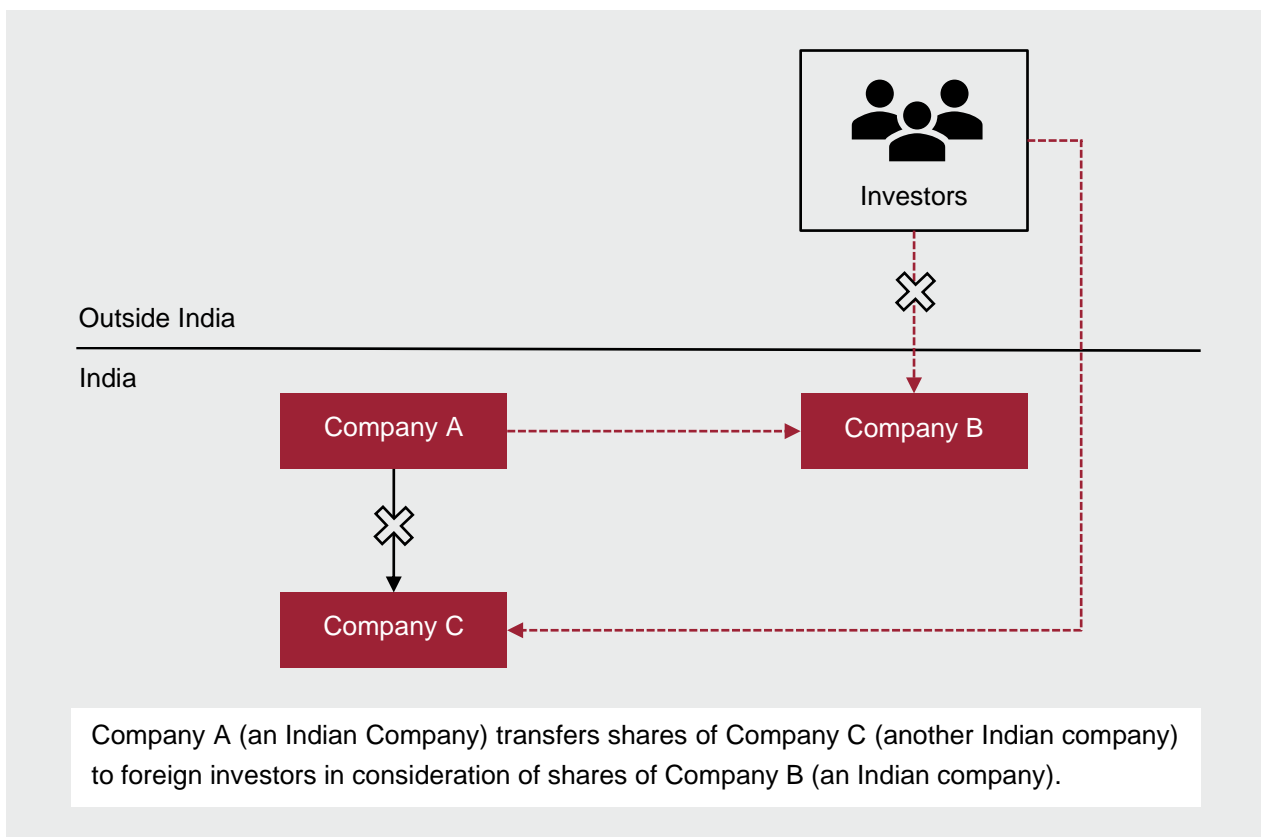 Investors
Outside India
India
Company A
Company B
Company C
Company A (an Indian Company) transfers shares of Company C (another Indian company)
to foreign investors in consideration of shares of Company B (an Indian company).